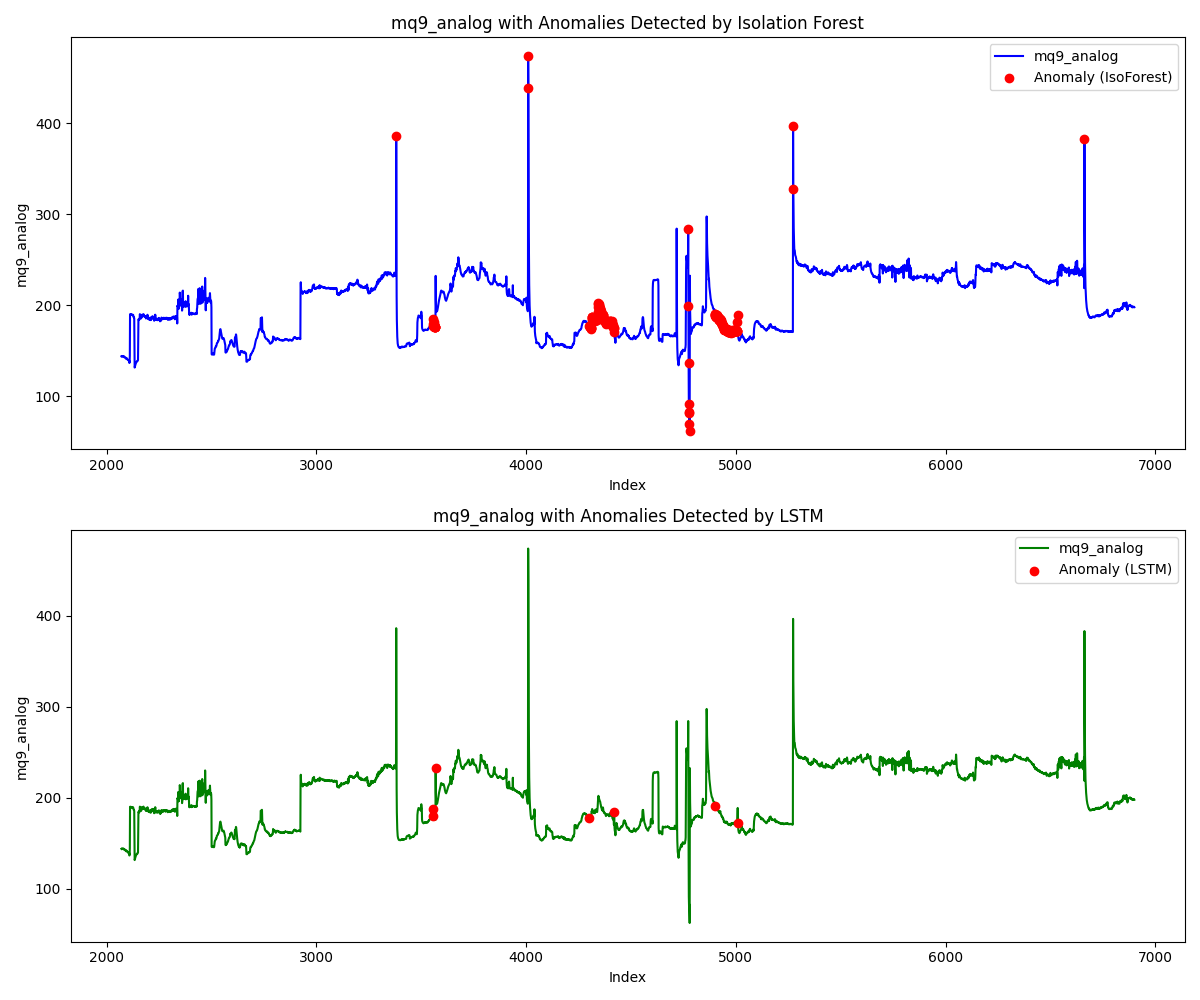 mq9_analog with Anomalies Detected by Isolation Forest
mq9_analog
Anomaly (IsoForest)
mq9_analog
400
300
200
100
2000 3000 4000 5000 6000 7000
Index
mq9_analog with Anomalies Detected by LSTM
mq9_analog
Anomaly (LSTM)
mq9_analog
400
300
200
100
2000 3000 4000 5000 6000 7000
Index